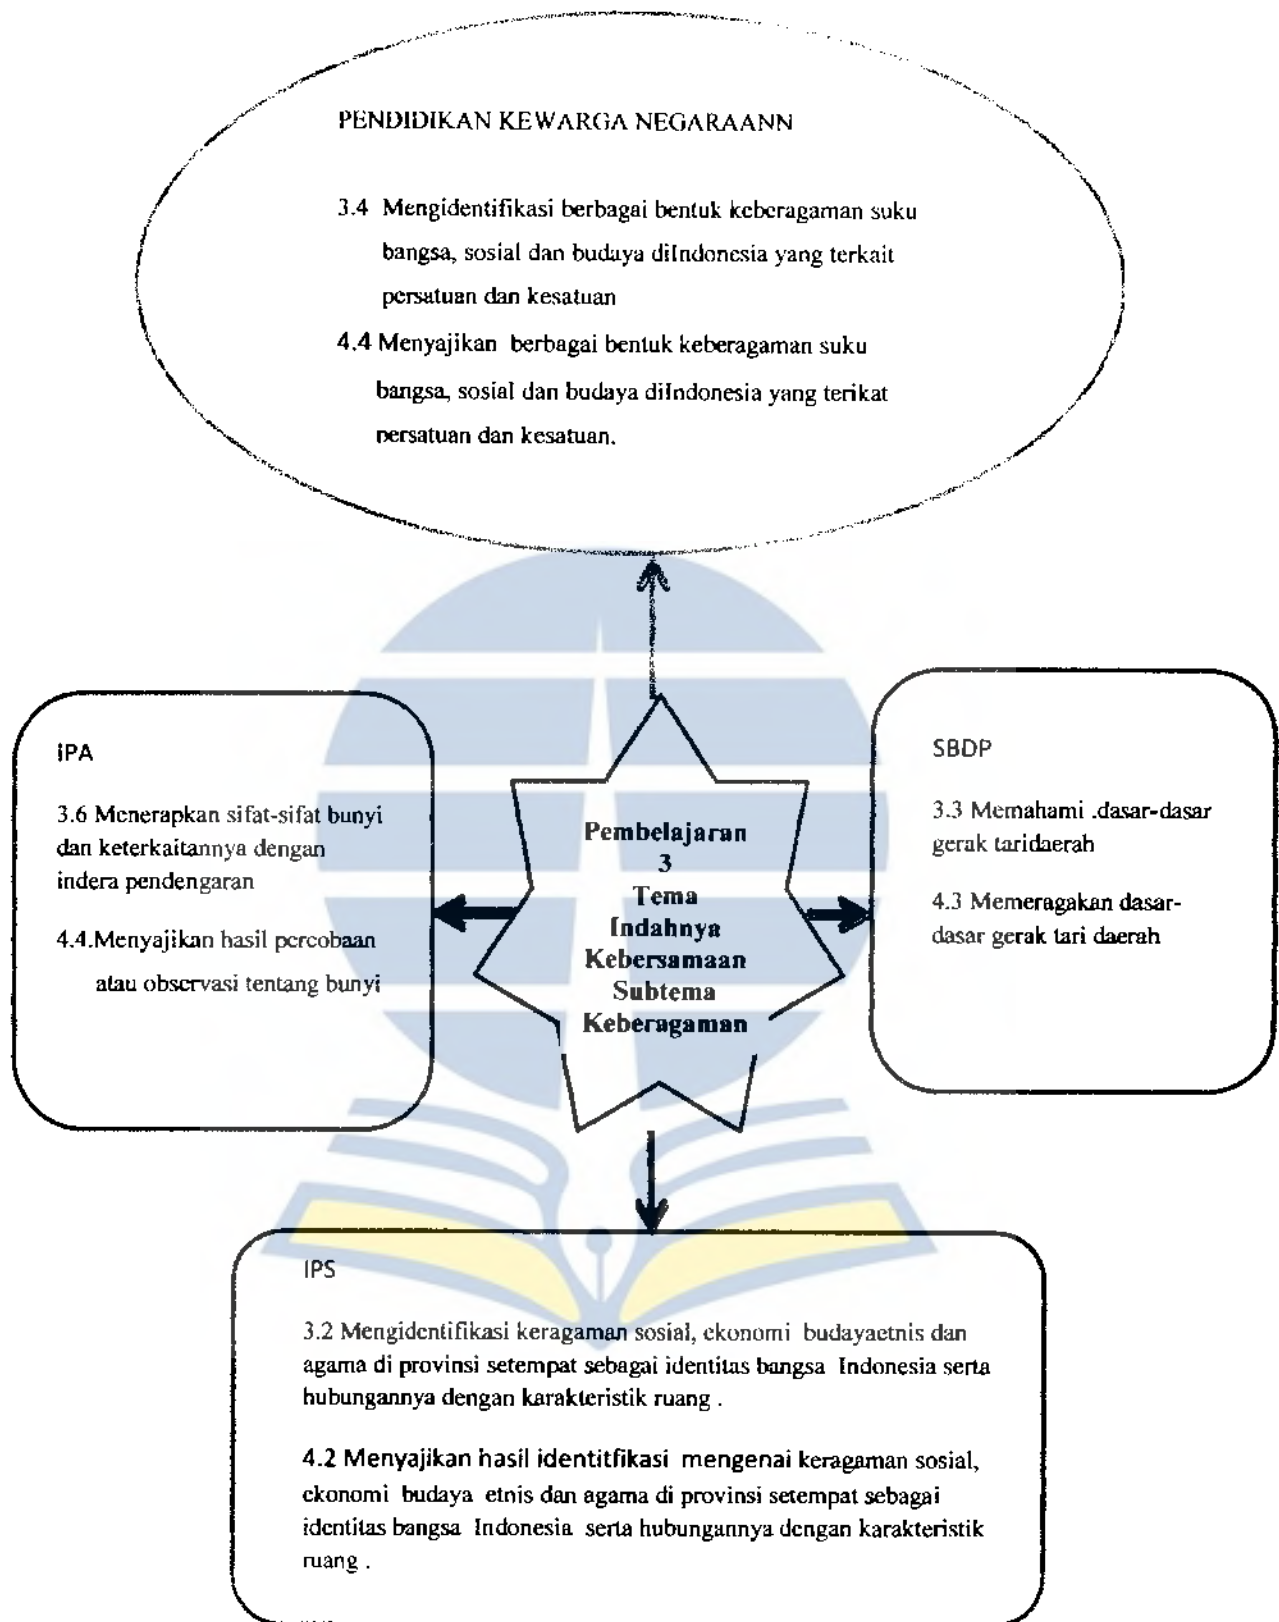 PENDIDIKAN KEWARGA NEGARAANN
3.4 Mengidentifikasi berbagai bentuk keberagaman suku
bangsa, sosial dan budaya diIndonesia yang terkait
persatuan dan kesatuan
4.4 Menyajikan berbagai bentuk keberagaman suku
bangsa, sosial dan budaya diIndonesia yang terikat
persatuan dan kesatuan.
IPA
3.6 Menerapkan sifat-sifat bunyi
dan keterkaitannya dengan
indera pendengaran
4.4.Menyajikan hasil percobaan
atau observasi tentang bunyi
Pembelajaran
3
Tema
Indahnya
Kebersamaan
Subtema
Keberagaman
SBDP
3.3 Memahami .dasar-dasar
gerak taridaerah
4.3 Memeragakan dasar-
dasar gerak tari daerah
IPS
3.2 Mengidentifikasi keragaman sosial, ekonomi budayaetnis dan
agama di provinsi setempat sebagai identitas bangsa Indonesia serta
hubungannya dengan karakteristik ruang .
4.2 Menyajikan hasil identitfikasi mengenai keragaman sosial,
ekonomi budaya etnis dan agama di provinsi setempat sebagai
identitas bangsa Indonesia serta hubungannya dengan karakteristik
ruang .